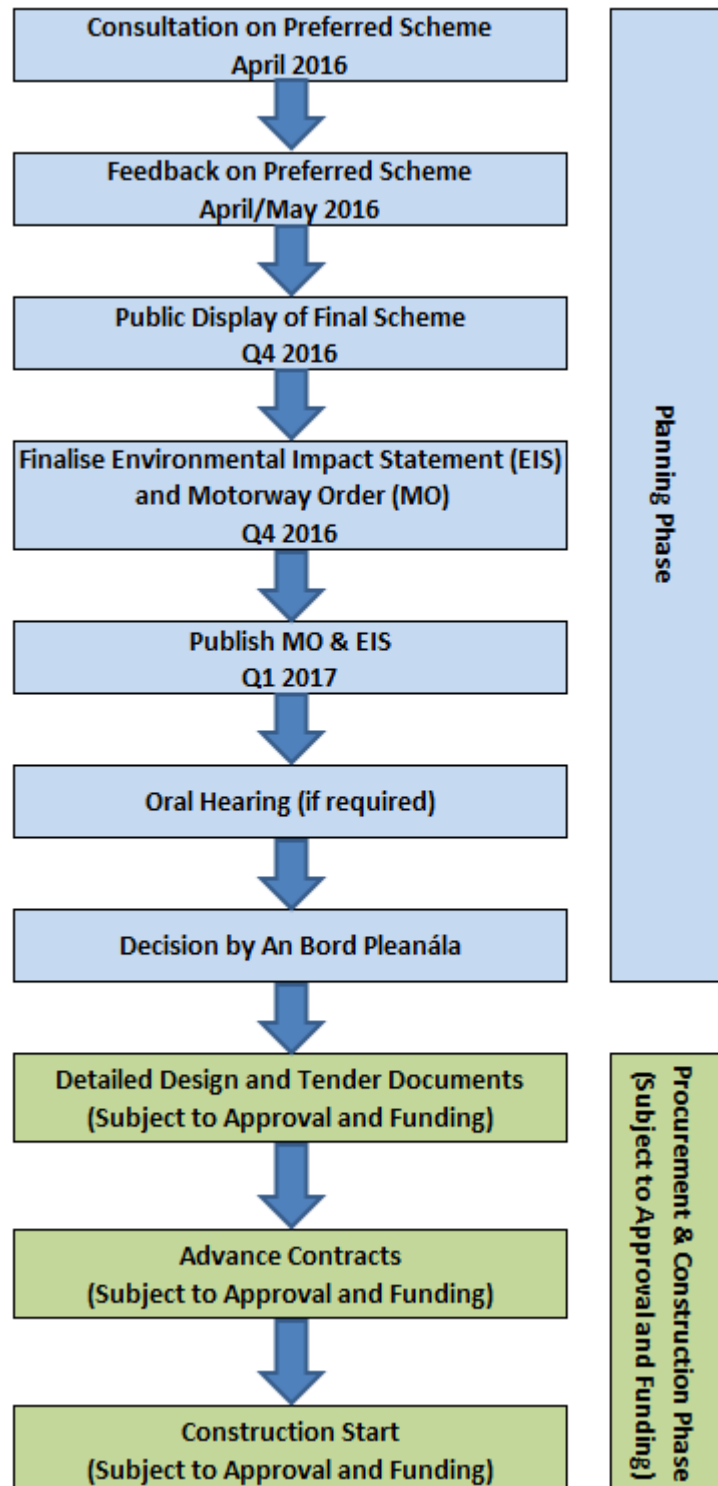 Consultation on Preferred Scheme
April 2016
Feedback on Preferred Scheme
April/May 2016
Public Display of Final Scheme
Q4 2016
Finalise Environmental Impact Statement (EIS)
and Motorway Order (MO)
Q4 2016
Publish MO & EIS
Q1 2017
Oral Hearing (if required)
Decision by An Bord Pleanála
Planning Phase
Detailed Design and Tender Documents
(Subject to Approval and Funding)
Advance Contracts
(Subject to Approval and Funding)
Construction Start
(Subject to Approval and Funding)
Procurement & Construction Phase
(Subject to Approval and Funding)